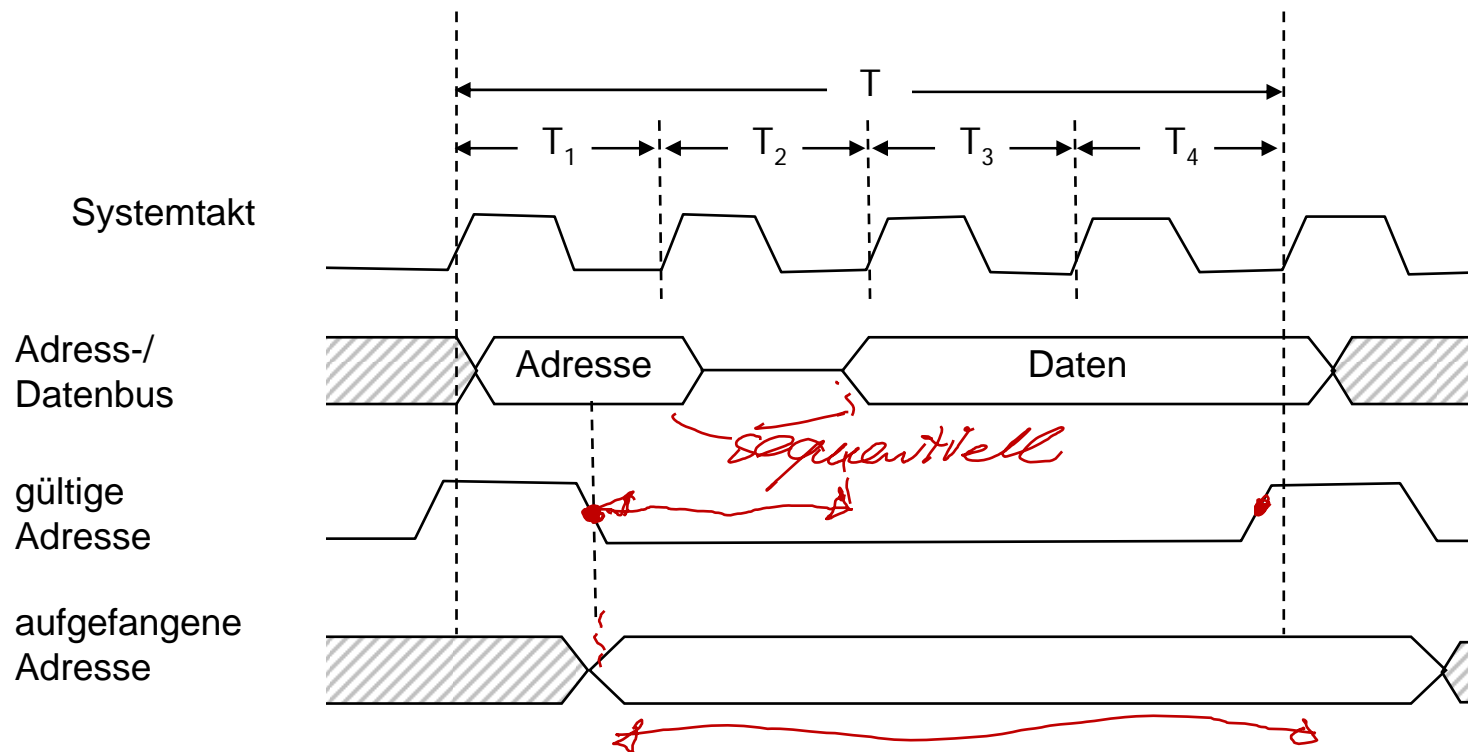 T
T₁ T₂ T₃ T₄
Systemtakt
Adress-/
Datenbus
Adresse
Daten
sequentiell
gültige
Adresse
aufgefangene
Adresse